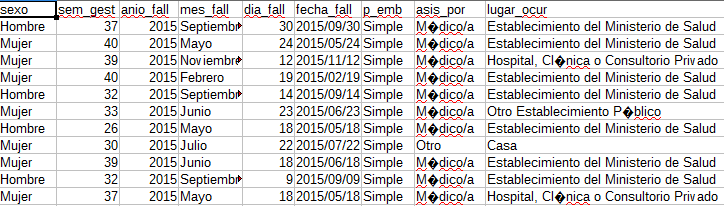 sexo sem_gest anio_fall mes_fall dia_fall fecha_fall p_emb asis_por lugar_ocur
Hombre 37 2015 Septiembr 30 2015/09/30 Simple M�dico/a Establecimiento del Ministerio de Salud
Mujer 40 2015 Mayo 24 2015/05/24 Simple M�dico/a Establecimiento del Ministerio de Salud
Mujer 39 2015 Noviembre 12 2015/11/12 Simple M�dico/a Hospital, Cl�nica o Consultorio Privado
Mujer 40 2015 Febrero 19 2015/02/19 Simple M�dico/a Establecimiento del Ministerio de Salud
Hombre 32 2015 Septiembr 14 2015/09/14 Simple M�dico/a Establecimiento del Ministerio de Salud
Mujer 33 2015 Junio 23 2015/06/23 Simple M�dico/a Otro Establecimiento P�blico
Hombre 26 2015 Mayo 18 2015/05/18 Simple M�dico/a Establecimiento del Ministerio de Salud
Mujer 30 2015 Julio 22 2015/07/22 Simple Otro Casa
Mujer 39 2015 Junio 18 2015/06/18 Simple M�dico/a Establecimiento del Ministerio de Salud
Hombre 32 2015 Septiembr 9 2015/09/09 Simple M�dico/a Establecimiento del Ministerio de Salud
Mujer 37 2015 Mayo 18 2015/05/18 Simple M�dico/a Hospital, Cl�nica o Consultorio Privado